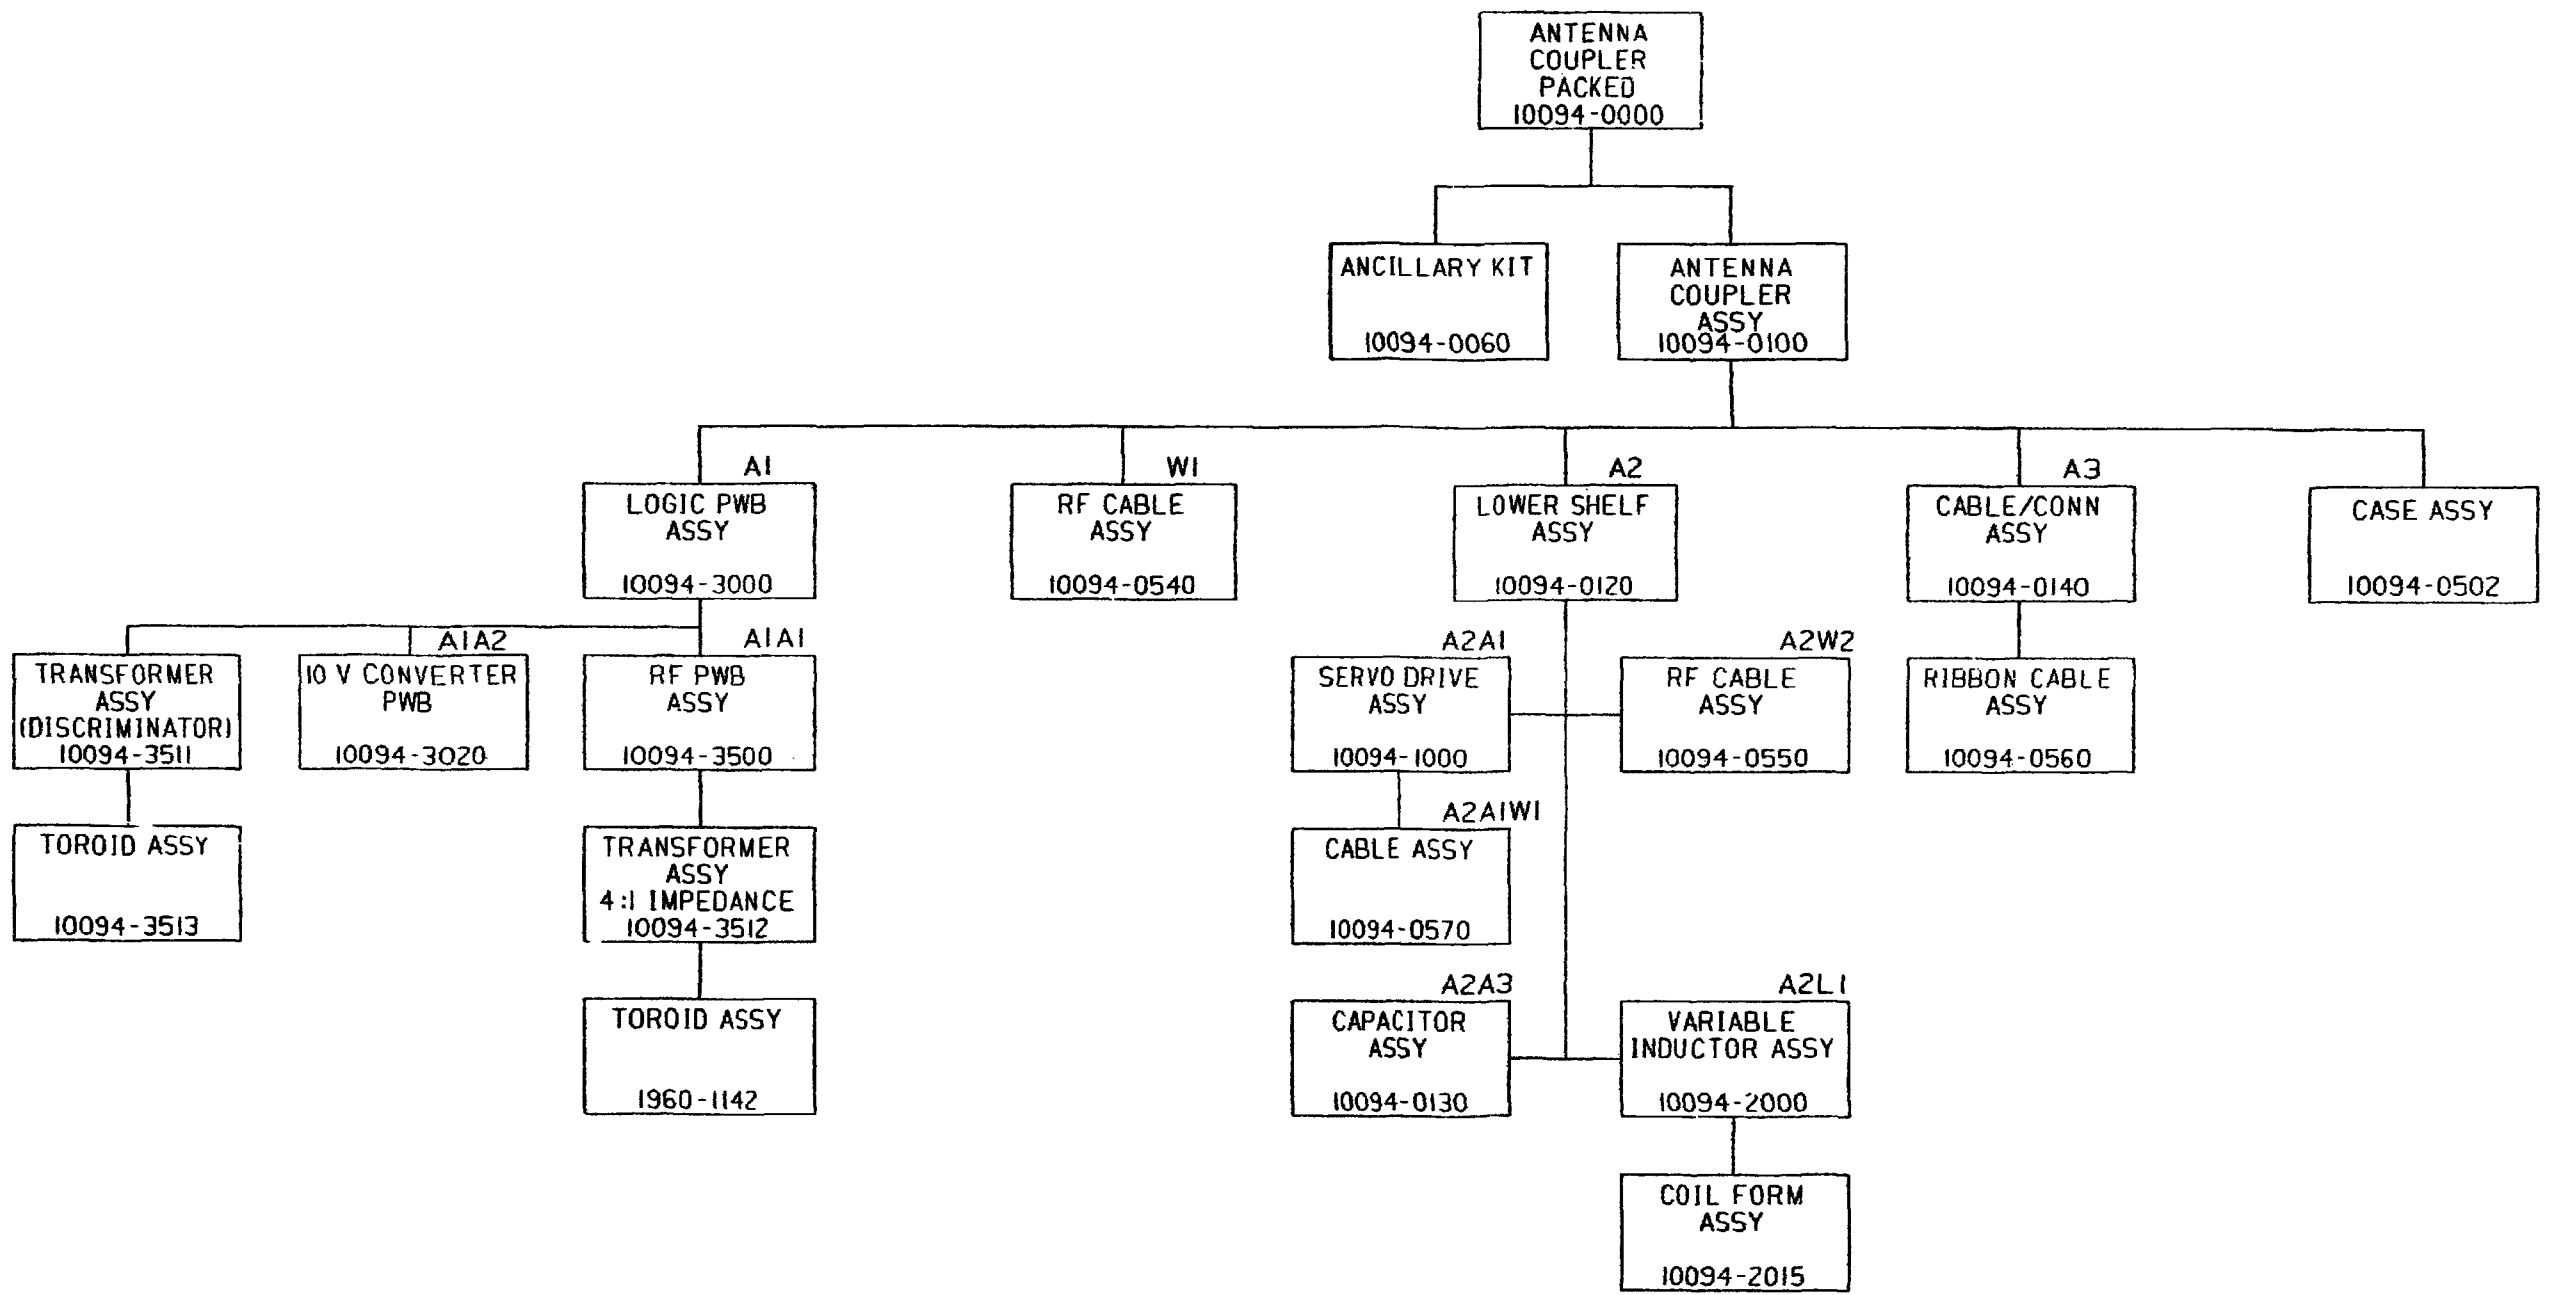 ANTENNA
COUPLER
PACKED
10094-0000
ANCILLARY KIT
10094-0060
ANTENNA
COUPLER
ASSY
10094-0100
A1
LOGIC PWB
ASSY
10094-3000
W1
RF CABLE
ASSY
10094-0540
A2
LOWER SHELF
ASSY
10094-0120
A3
CABLE/CONN
ASSY
10094-0140
CASE ASSY
10094-0502
TRANSFORMER
ASSY
(DISCRIMINATOR)
10094-3511
A1A2
10 V CONVERTER
PWB
10094-3020
A1A1
RF PWB
ASSY
10094-3500
A2A1
SERVO DRIVE
ASSY
10094-1000
A2W2
RF CABLE
ASSY
10094-0550
RIBBON CABLE
ASSY
10094-0560
TOROID ASSY
10094-3513
TRANSFORMER
ASSY
4:1 IMPEDANCE
10094-3512
A2A1W1
CABLE ASSY
10094-0570
TOROID ASSY
1960-1142
A2A3
CAPACITOR
ASSY
10094-0130
A2L1
VARIABLE
INDUCTOR ASSY
10094-2000
COIL FORM
ASSY
10094-2015